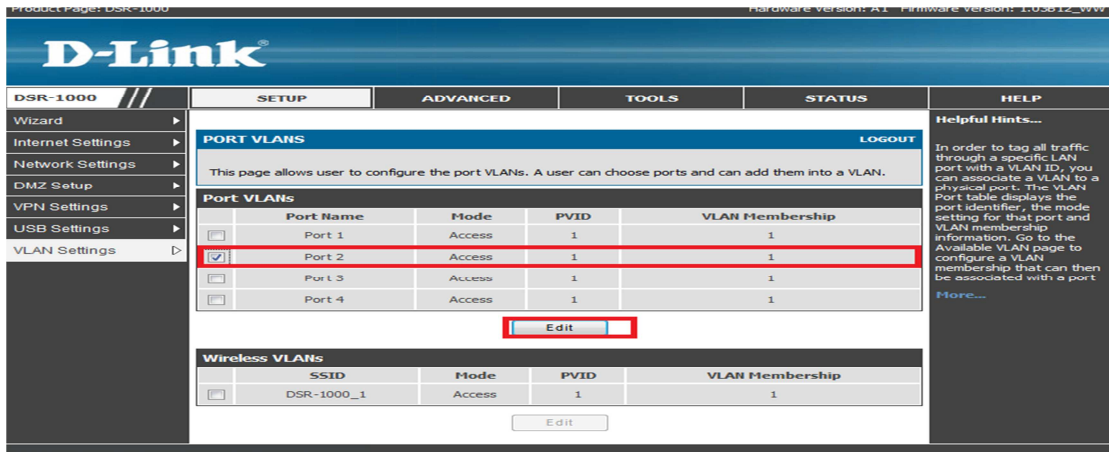 Product Page: DSR-1000 Hardware Version: A1 Firmware Version: 1.03B12_WW
D-Link
DSR-1000 SETUP ADVANCED TOOLS STATUS HELP
Wizard
Internet Settings
Network Settings
DMZ Setup
VPN Settings
USB Settings
VLAN Settings
PORT VLANS LOGOUT
This page allows user to configure the port VLANs. A user can choose ports and can add them into a VLAN.
Port VLANs
Port Name Mode PVID VLAN Membership
Port 1 Access 1 1
Port 2 Access 1 1
Port 3 Access 1 1
Port 4 Access 1 1
Edit
Wireless VLANs
SSID Mode PVID VLAN Membership
DSR-1000_1 Access 1 1
Edit
Helpful Hints...
In order to tag all traffic
through a specific LAN
port with a VLAN ID, you
can associate a VLAN to a
physical port. The VLAN
Port table displays the
port identifier, the mode
setting for that port and
VLAN membership
information. Go to the
Available VLAN page to
configure a VLAN
membership that can then
be associated with a port
More...